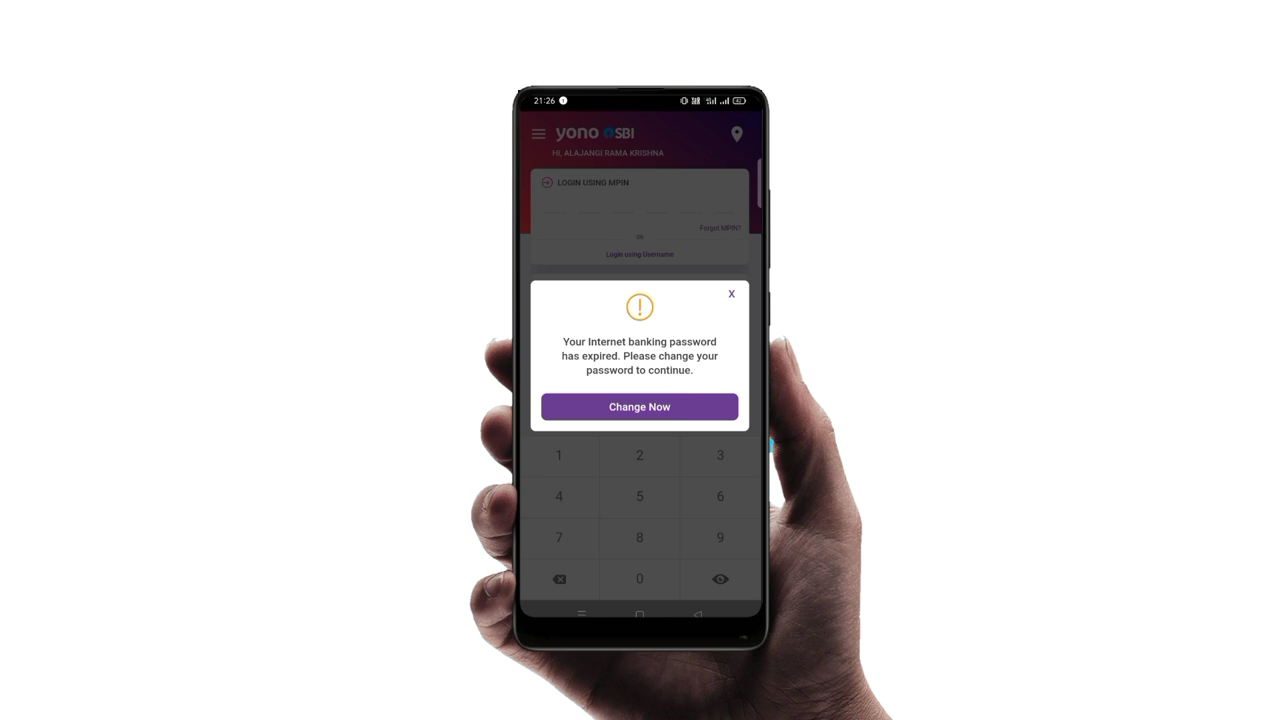 21:26
yono SBI
HI, ALAJANGI RAMA KRISHNA
LOGIN USING MPIN
Forgot MPIN?
OR
Login using Username
X
Your Internet banking password
has expired. Please change your
password to continue.
Change Now
1 2 3
4 5 6
7 8 9
0